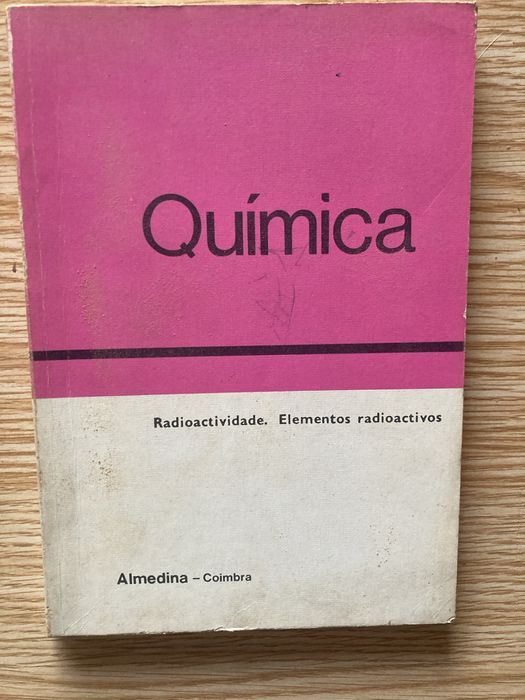 Química
Radioactividade. Elementos radioactivos
Almedina – Coimbra